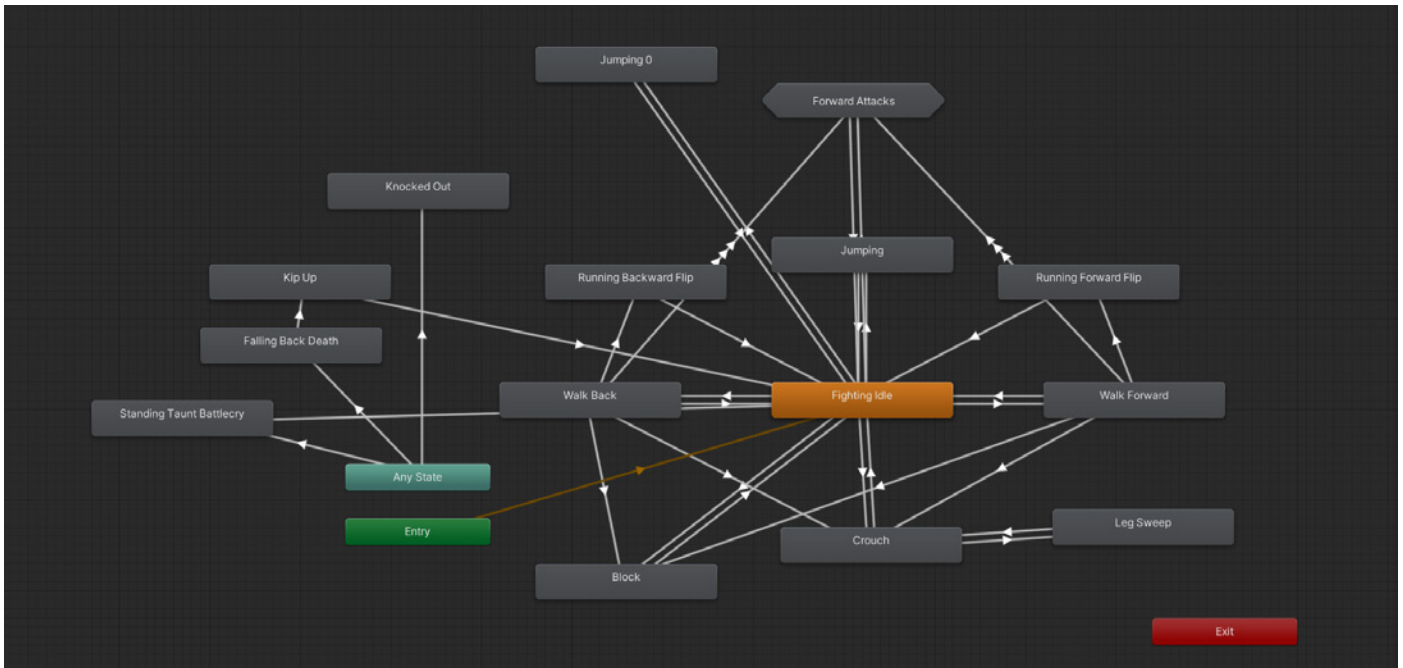 Jumping 0
Forward Attacks
Knocked Out
Jumping
Kip Up
Running Backward Flip
Running Forward Flip
Falling Back Death
Walk Back
Fighting Idle
Walk Forward
Standing Taunt Battlecry
Any State
Entry
Leg Sweep
Crouch
Block
Exit